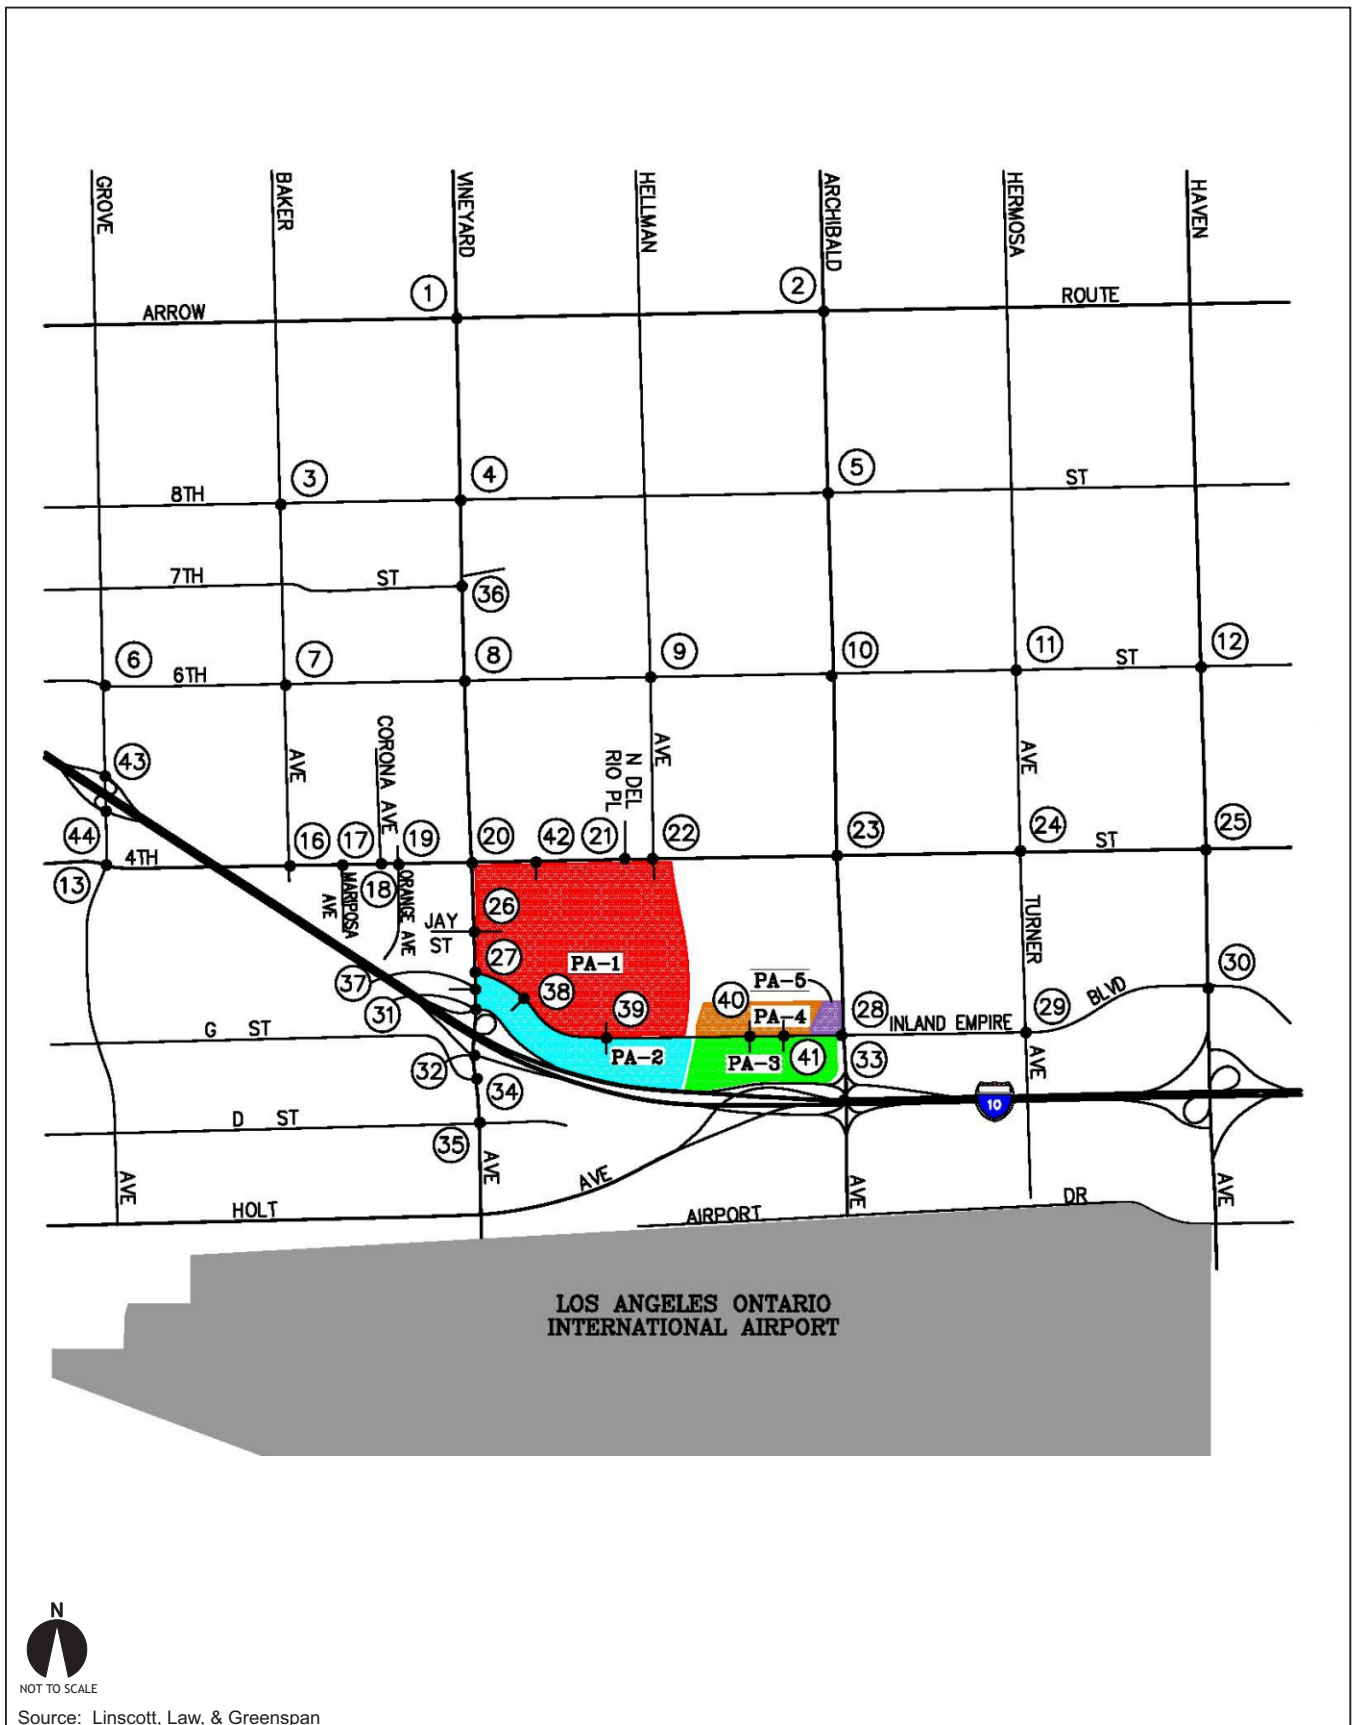 GROVE
BAKER
VINEYARD
HELLMAN
ARCHIBALD
HERMOSA
HAVEN
1
2
ARROW
ROUTE
3
4
5
8TH
ST
7TH
ST
36
6
7
8
9
10
11
12
6TH
ST
43
AVE
CORONA AVE
N DEL
RIO PL
AVE
AVE
44
16
17
19
20
42
21
22
23
24
25
4TH
ST
13
18
MARIPOSA
AVE
ORANGE AVE
JAY
ST
26
TURNER
27
PA-1
37
38
PA-5
30
31
39
40
PA-4
28
29
BLVD
INLAND EMPIRE
G ST
PA-2
PA-3
41
33
AVE
32
34
10
D ST
35
AVE
AVE
AVE
AVE
AVE
HOLT
AIRPORT
DR
LOS ANGELES ONTARIO
INTERNATIONAL AIRPORT
N
NOT TO SCALE
Source: Linscott, Law, & Greenspan